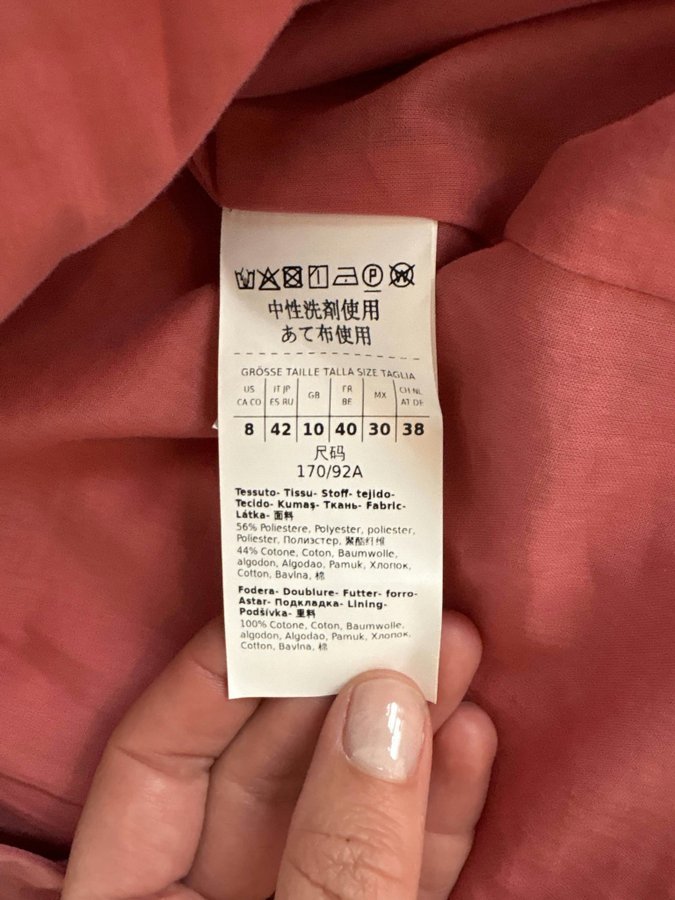 中性洗剤使用
あて布使用
GRÖSSE TAILLE TALLA SIZE TAGLIA
US CA CO IT JP ES RU GB FR BE MX CH NL AT DE
8 42 10 40 30 38
尺码
170/92A
Tessuto- Tissu- Stoff- tejido-
Tecido- Kumaş- Ткань- Fabric-
Látka- 面料
56% Poliestere, Polyester, poliester,
Poliester, Полиэстер, 聚酯纤维
44% Cotone, Coton, Baumwolle,
algodon, Algodao, Pamuk, Хлопок,
Cotton, Bavlna, 棉
Fodera- Doublure- Futter- forro-
Astar- Подкладка- Lining-
Podšívka- 里料
100% Cotone, Coton, Baumwolle,
algodon, Algodao, Pamuk, Хлопок,
Cotton, Bavlna, 棉